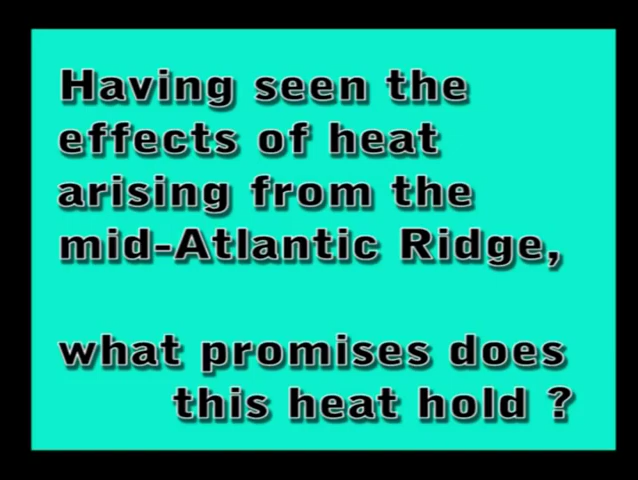 Having seen the
effects of heat
arising from the
mid-Atlantic Ridge,
what promises does
this heat hold ?